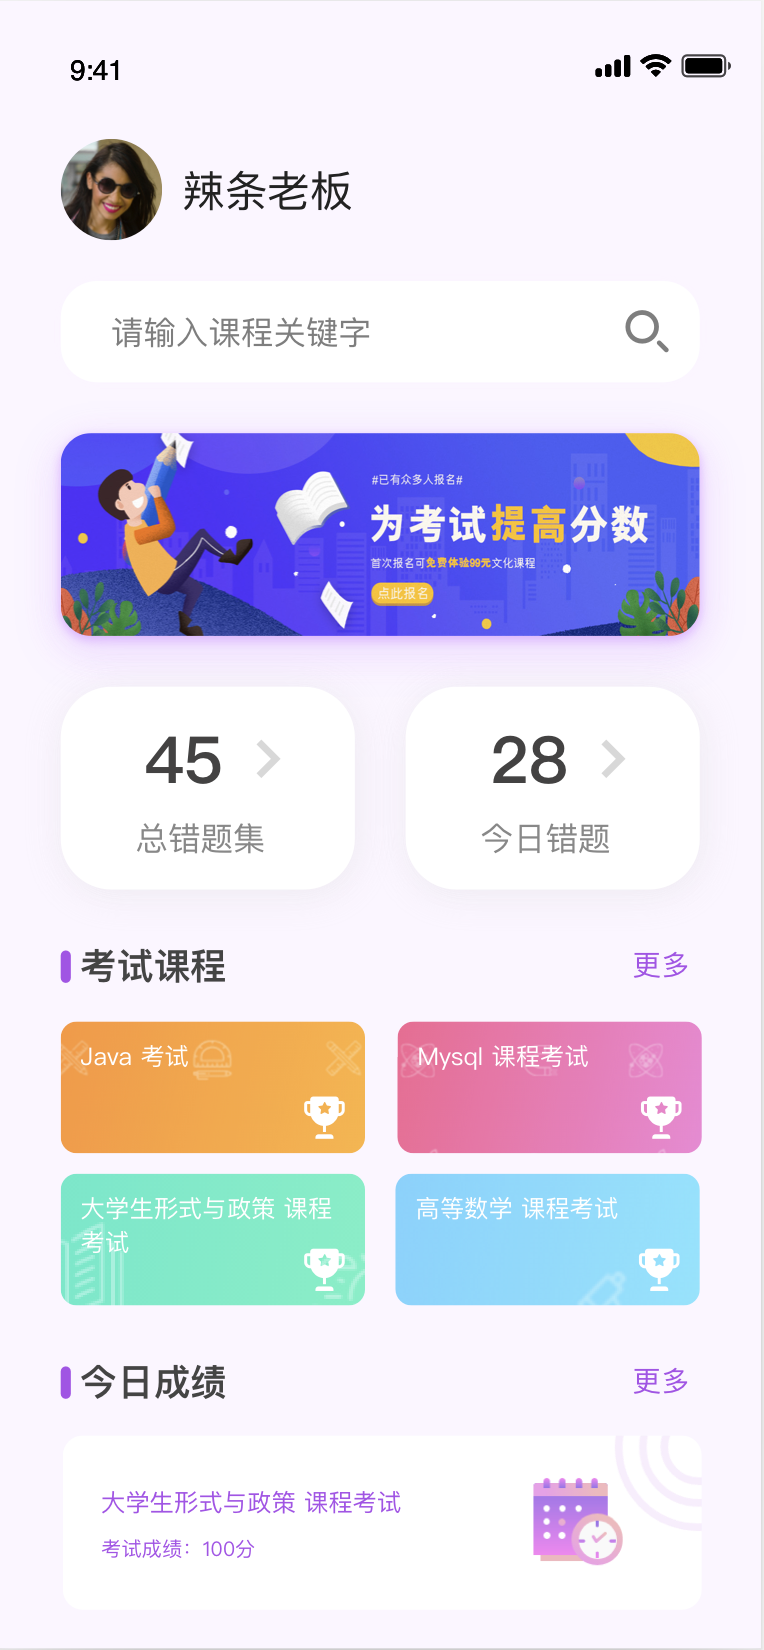 9:41
辣条老板
请输入课程关键字
#已有众多人报名#
为考试提高分数
首次报名可免费体验99元文化课程
点此报名
45
28
总错题集
今日错题
考试课程
更多
Java 考试
Mysql 课程考试
大学生形式与政策 课程
考试
高等数学 课程考试
今日成绩
更多
大学生形式与政策 课程考试
考试成绩：100分